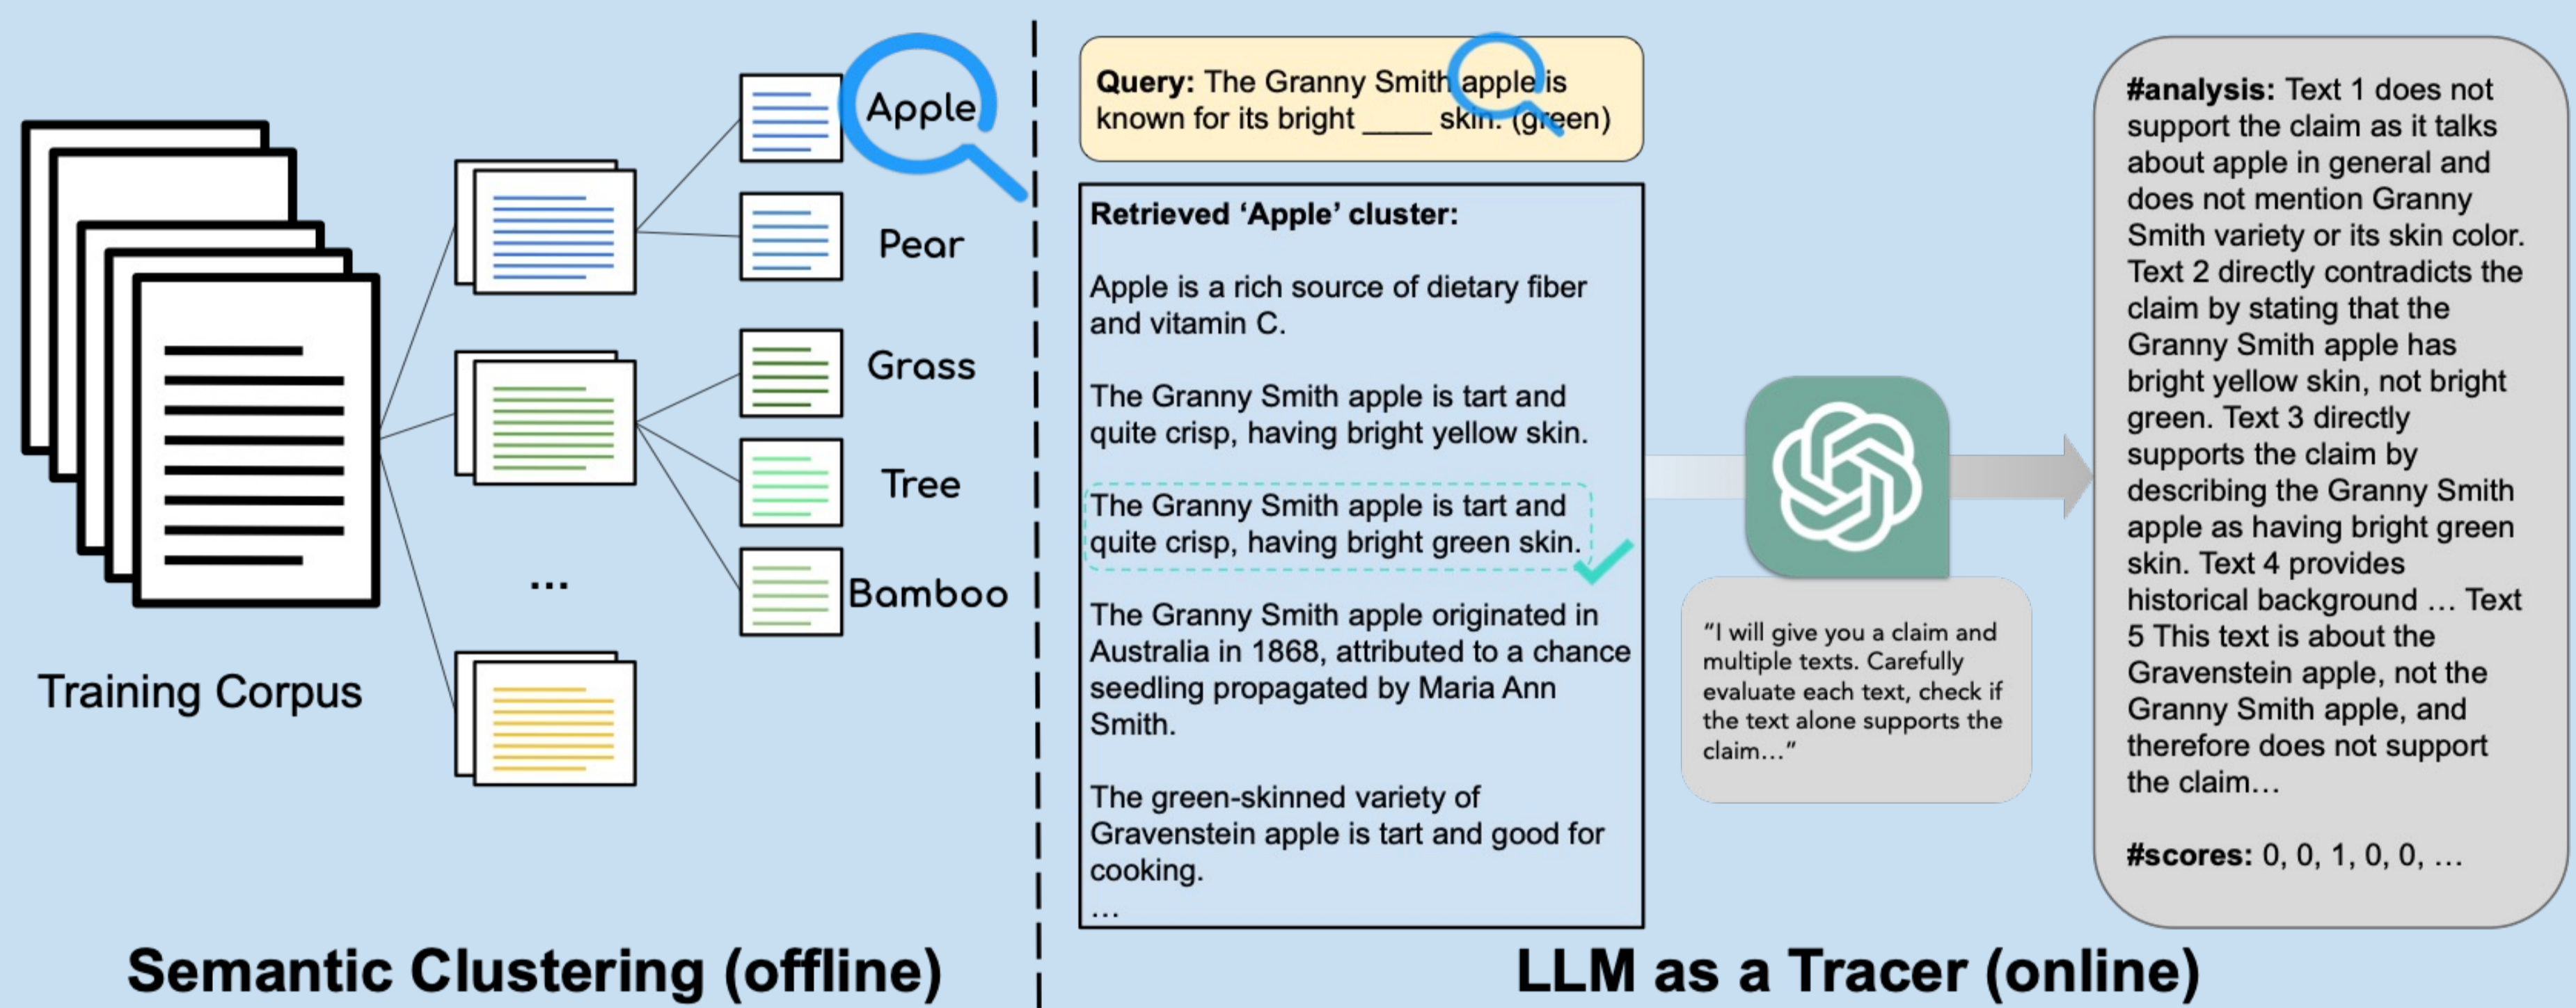 Training Corpus
Apple
Pear
Grass
Tree
Bamboo
...
Semantic Clustering (offline)
Query: The Granny Smith apple is
known for its bright ____ skin. (green)
Retrieved ‘Apple’ cluster:
Apple is a rich source of dietary fiber
and vitamin C.
The Granny Smith apple is tart and
quite crisp, having bright yellow skin.
The Granny Smith apple is tart and
quite crisp, having bright green skin.
The Granny Smith apple originated in
Australia in 1868, attributed to a chance
seedling propagated by Maria Ann
Smith.
The green-skinned variety of
Gravenstein apple is tart and good for
cooking.
...
“I will give you a claim and
multiple texts. Carefully
evaluate each text, check if
the text alone supports the
claim...”
#analysis: Text 1 does not
support the claim as it talks
about apple in general and
does not mention Granny
Smith variety or its skin color.
Text 2 directly contradicts the
claim by stating that the
Granny Smith apple has
bright yellow skin, not bright
green. Text 3 directly
supports the claim by
describing the Granny Smith
apple as having bright green
skin. Text 4 provides
historical background ... Text
5 This text is about the
Gravenstein apple, not the
Granny Smith apple, and
therefore does not support
the claim...
#scores: 0, 0, 1, 0, 0, ...
LLM as a Tracer (online)